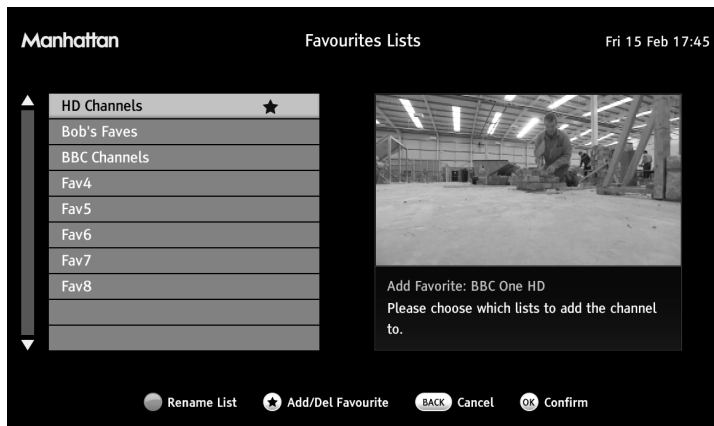 Manhattan
Favourites Lists
Fri 15 Feb 17:45
HD Channels
Bob's Faves
BBC Channels
Fav4
Fav5
Fav6
Fav7
Fav8
Add Favorite: BBC One HD
Please choose which lists to add the channel
to.
Rename List
Add/Del Favourite
BACK Cancel
OK Confirm